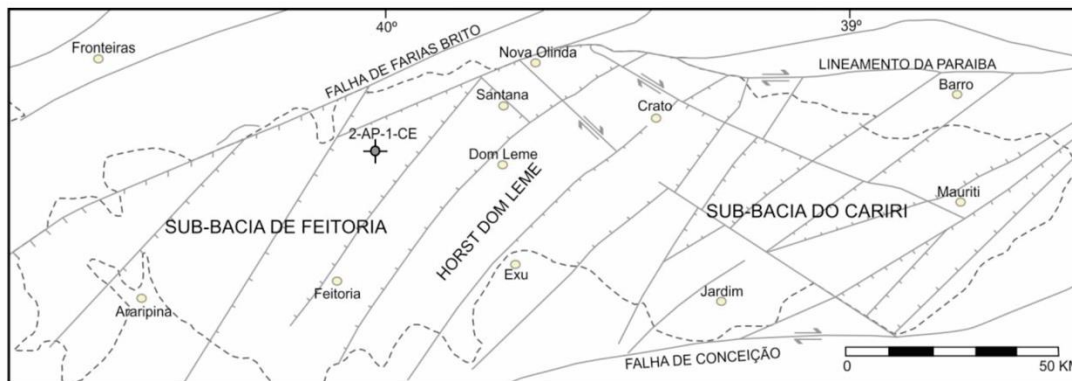 40º
39º
Fronteiras
FALHA DE FARIAS BRITO
Nova Olinda
LINEAMENTO DA PARAIBA
Barro
Santana
Crato
2-AP-1-CE
Dom Leme
HORST DOM LEME
Mauriti
SUB-BACIA DE FEITORIA
SUB-BACIA DO CARIRI
Exu
Feitoria
Jardim
Araripina
FALHA DE CONCEIÇÃO
0
50 KM